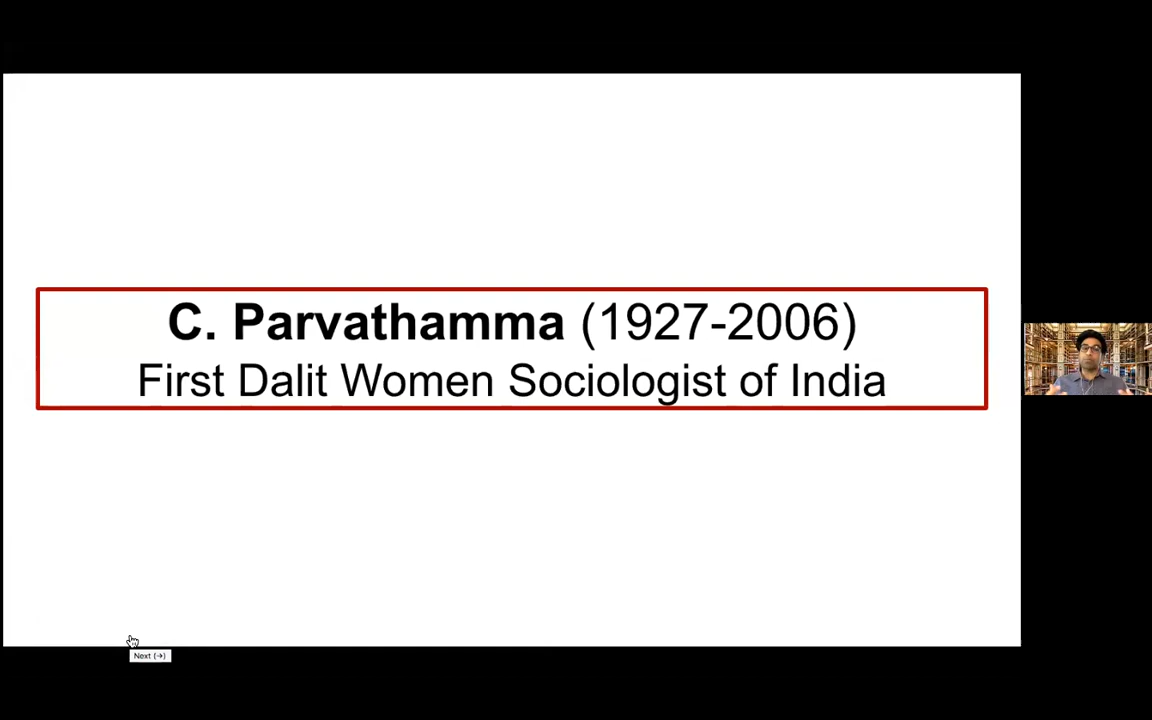 C. Parvathamma (1927-2006)
First Dalit Women Sociologist of India
Next (→)